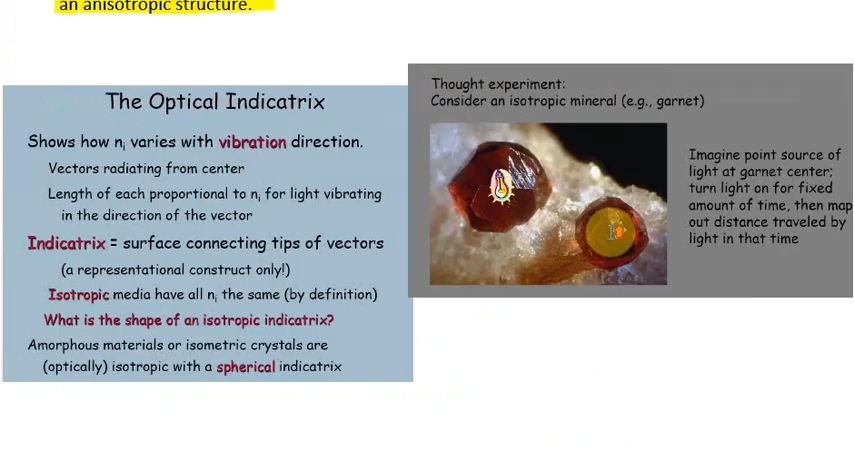 an anisotropic structure.
The Optical Indicatrix
Shows how ni varies with vibration direction.
Vectors radiating from center
Length of each proportional to ni for light vibrating
in the direction of the vector
Indicatrix = surface connecting tips of vectors
(a representational construct only!)
Isotropic media have all ni the same (by definition)
What is the shape of an isotropic indicatrix?
Amorphous materials or isometric crystals are
(optically) isotropic with a spherical indicatrix
Thought experiment:
Consider an isotropic mineral (e.g., garnet)
Imagine point source of
light at garnet center;
turn light on for fixed
amount of time, then map
out distance traveled by
light in that time